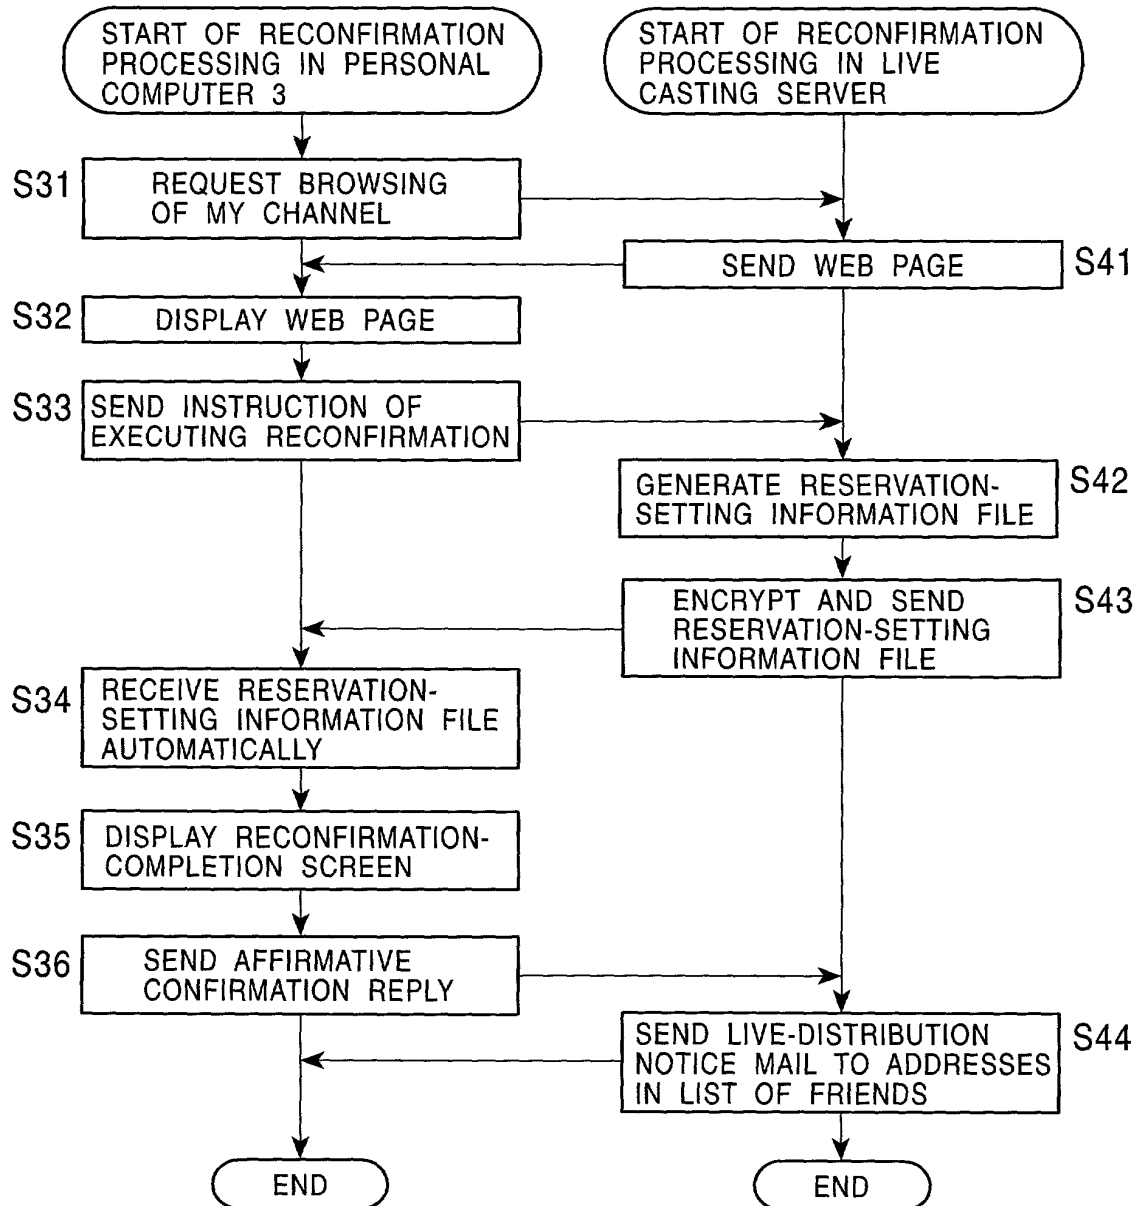 START OF RECONFIRMATION
PROCESSING IN PERSONAL
COMPUTER 3
START OF RECONFIRMATION
PROCESSING IN LIVE
CASTING SERVER
S31
REQUEST BROWSING
OF MY CHANNEL
SEND WEB PAGE
S41
S32
DISPLAY WEB PAGE
S33
SEND INSTRUCTION OF
EXECUTING RECONFIRMATION
GENERATE RESERVATION-
SETTING INFORMATION FILE
S42
ENCRYPT AND SEND
RESERVATION-SETTING
INFORMATION FILE
S43
S34
RECEIVE RESERVATION-
SETTING INFORMATION FILE
AUTOMATICALLY
S35
DISPLAY RECONFIRMATION-
COMPLETION SCREEN
S36
SEND AFFIRMATIVE
CONFIRMATION REPLY
SEND LIVE-DISTRIBUTION
NOTICE MAIL TO ADDRESSES
IN LIST OF FRIENDS
S44
END
END